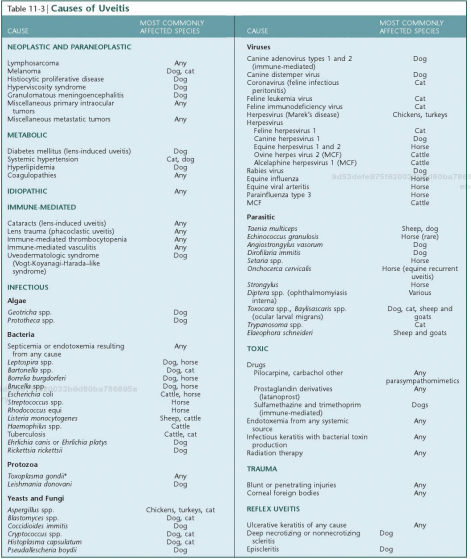 Table 11-3 | Causes of Uveitis
CAUSE
MOST COMMONLY
AFFECTED SPECIES
NEOPLASTIC AND PARANEOPLASTIC
Lymphosarcoma Any
Melanoma Dog, cat
Histiocytic proliferative disease Dog
Hyperviscosity syndrome Dog
Granulomatous meningoencephalitis Dog
Miscellaneous primary intraocular Any
tumors
Miscellaneous metastatic tumors Any
METABOLIC
Diabetes mellitus (lens-induced uveitis) Dog
Systemic hypertension Cat, dog
Hyperlipidemia Dog
Coagulopathies Any
IDIOPATHIC Any
IMMUNE-MEDIATED
Cataracts (lens-induced uveitis) Any
Lens trauma (phacoclastic uveitis) Any
Immune-mediated thrombocytopenia Any
Immune-mediated vasculitis Any
Uveodermatologic syndrome Dog
(Vogt-Koyanagi-Harada–like
syndrome)
INFECTIOUS
Algae
Geotricha spp. Dog
Prototheca spp. Dog
Bacteria
Septicemia or endotoxemia resulting Any
from any cause
Leptospira spp. Dog, horse
Bartonella spp. Dog, cat
Borrelia burgdorferi Dog, horse
Brucella spp. Dog, horse
Escherichia coli Cattle, horse
Streptococcus spp. Horse
Rhodococcus equi Horse
Listeria monocytogenes Sheep, cattle
Haemophilus spp. Cattle
Tuberculosis Cattle, cat
Ehrlichia canis or Ehrlichia platys Dog
Rickettsia rickettsii Dog
Protozoa
Toxoplasma gondii* Any
Leishmania donovani Dog
Yeasts and Fungi
Aspergillus spp. Chickens, turkeys, cat
Blastomyces spp. Dog, cat
Coccidioides immitis Dog
Cryptococcus spp. Dog, cat
Histoplasma capsulatum Dog, cat
Pseudallescheria boydii Dog
CAUSE
MOST COMMONLY
AFFECTED SPECIES
Viruses
Canine adenovirus types 1 and 2 Dog
(immune-mediated)
Canine distemper virus Dog
Coronavirus (feline infectious Cat
peritonitis)
Feline leukemia virus Cat
Feline immunodeficiency virus Cat
Herpesvirus (Marek's disease) Chickens, turkeys
Herpesvirus
Feline herpesvirus 1 Cat
Canine herpesvirus 1 Dog
Equine herpesvirus 1 and 2 Horse
Ovine herpes virus 2 (MCF) Cattle
Alcelaphine herpesvirus 1 (MCF) Cattle
Rabies virus Dog
Equine influenza Horse
Equine viral arteritis Horse
Parainfluenza type 3 Horse
MCF Cattle
Parasitic
Taenia multiceps Sheep, dog
Echinococcus granulosis Horse (rare)
Angiostrongylus vasorum Dog
Dirofilaria immitis Dog
Setaria spp. Horse
Onchocerca cervicalis Horse (equine recurrent
uveitis)
Strongylus Horse
Diptera spp. (ophthalmomyiasis Various
interna)
Toxocara spp., Baylisascaris spp. Dog, cat, sheep and
(ocular larval migrans) goats
Trypanosoma spp. Cat
Elaeophora schneideri Sheep and goats
TOXIC
Drugs
Pilocarpine, carbachol other Any
parasympathomimetics
Prostaglandin derivatives Any
(latanoprost)
Sulfamethazine and trimethoprim Dogs
(immune-mediated)
Endotoxemia from any systemic Any
source
Infectious keratitis with bacterial toxin Any
production
Radiation therapy Any
TRAUMA
Blunt or penetrating injuries Any
Corneal foreign bodies Any
REFLEX UVEITIS
Ulcerative keratitis of any cause Any
Deep necrotizing or nonnecrotizing Dog
scleritis
Episcleritis Dog